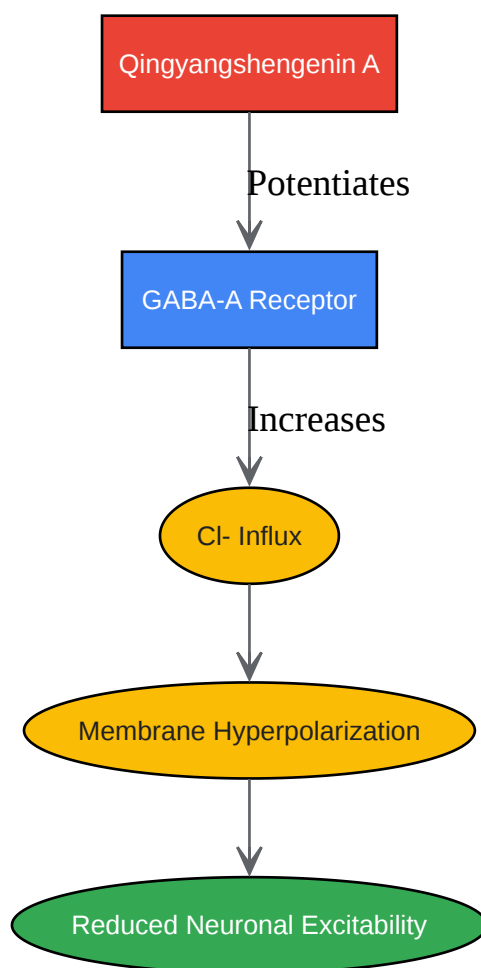 Qingyangshengenin A
Potentiates
GABA-A Receptor
Increases
Cl- Influx
Membrane Hyperpolarization
Reduced Neuronal Excitability